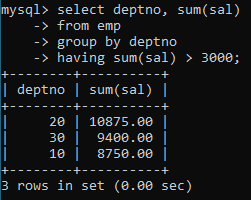 mysql> select deptno, sum(sal)
    -> from emp
    -> group by deptno
    -> having sum(sal) > 3000;
+--------+----------+
| deptno | sum(sal) |
+--------+----------+
|     20 | 10875.00 |
|     30 |  9400.00 |
|     10 |  8750.00 |
+--------+----------+
3 rows in set (0.00 sec)